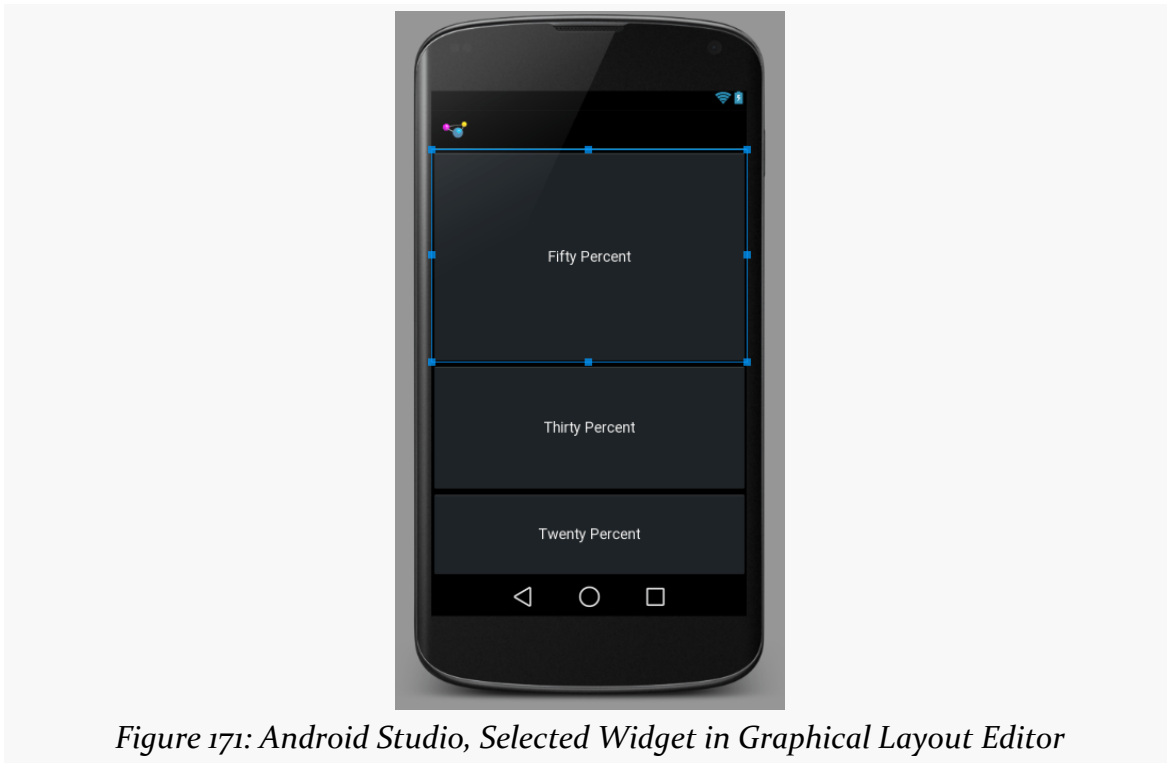 Fifty Percent
Thirty Percent
Twenty Percent
Figure 171: Android Studio, Selected Widget in Graphical Layout Editor